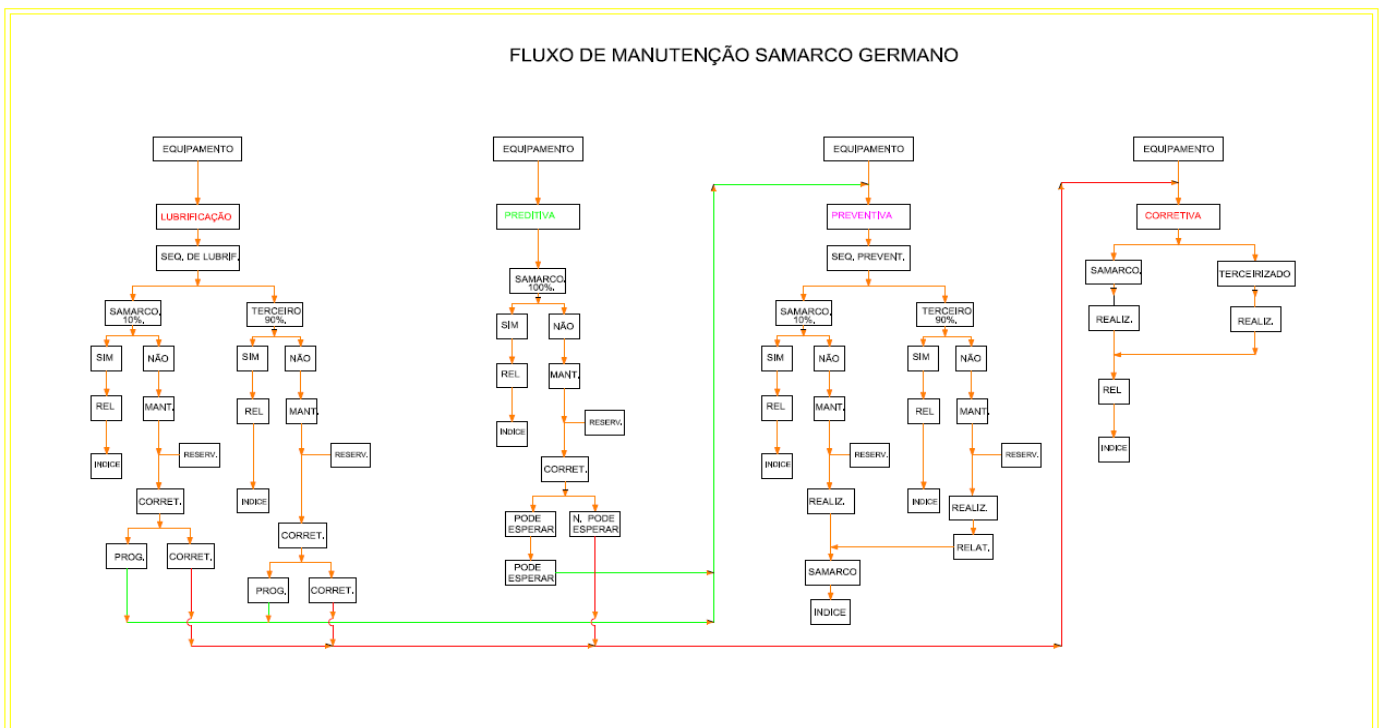 FLUXO DE MANUTENÇÃO SAMARCO GERMANO
EQUIPAMENTO
LUBRIFICAÇÃO
SEQ. DE LUBRIF.
SAMARCO.
10%.
TERCEIRO
90%.
SIM
NÃO
SIM
NÃO
REL
MANT.
REL
MANT.
RESERV.
RESERV.
INDICE
CORRET.
INDICE
CORRET.
PROG.
CORRET.
PROG.
CORRET.
EQUIPAMENTO
PREDITIVA
SAMARCO.
100%.
SIM
NÃO
REL
MANT.
RESERV.
INDICE
CORRET.
PODE
ESPERAR
N. PODE
ESPERAR
PODE
ESPERAR
EQUIPAMENTO
PREVENTIVA
SEQ. PREVENT.
SAMARCO.
10%.
TERCEIRO
90%.
SIM
NÃO
SIM
NÃO
REL
MANT.
REL
MANT.
RESERV.
RESERV.
INDICE
REALIZ.
INDICE
REALIZ.
RELAT.
SAMARCO
INDICE
EQUIPAMENTO
CORRETIVA
SAMARCO.
TERCEIRIZADO
REALIZ.
REALIZ.
REL
INDICE